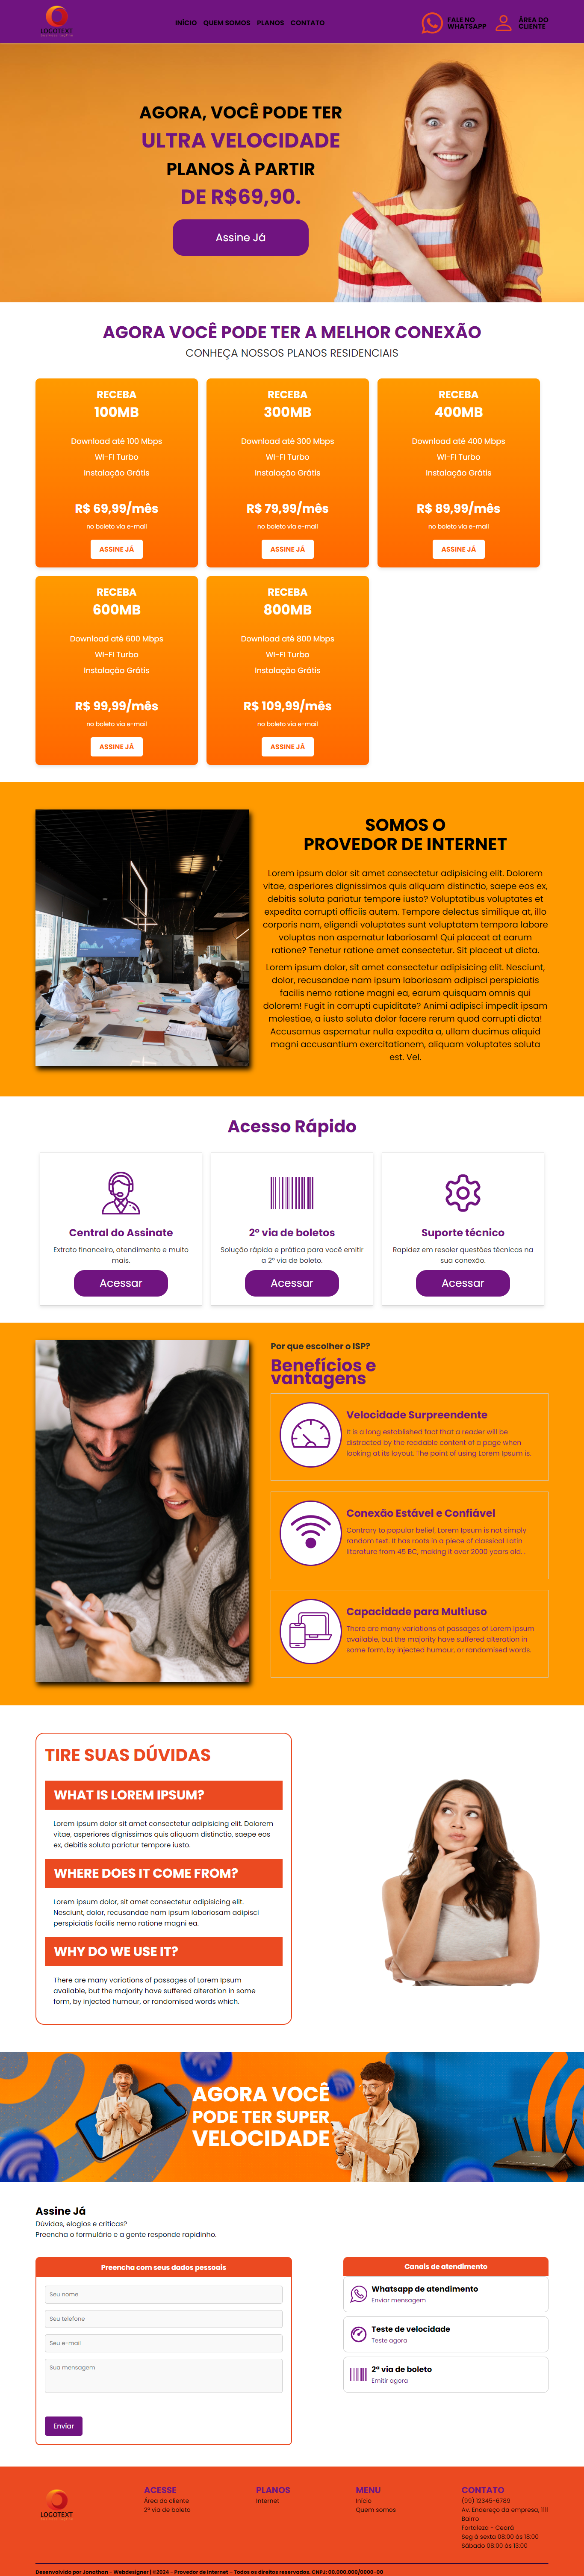 LOGOTEXT
INÍCIO QUEM SOMOS PLANOS CONTATO
FALE NO
WHATSAPP
ÁREA DO
CLIENTE
AGORA, VOCÊ PODE TER
ULTRA VELOCIDADE
PLANOS À PARTIR
DE R$69,90.
Assine Já
AGORA VOCÊ PODE TER A MELHOR CONEXÃO
CONHEÇA NOSSOS PLANOS RESIDENCIAIS
RECEBA
100MB
Download até 100 Mbps
WI-FI Turbo
Instalação Grátis
R$ 69,99/mês
no boleto via e-mail
ASSINE JÁ
RECEBA
300MB
Download até 300 Mbps
WI-FI Turbo
Instalação Grátis
R$ 79,99/mês
no boleto via e-mail
ASSINE JÁ
RECEBA
400MB
Download até 400 Mbps
WI-FI Turbo
Instalação Grátis
R$ 89,99/mês
no boleto via e-mail
ASSINE JÁ
RECEBA
600MB
Download até 600 Mbps
WI-FI Turbo
Instalação Grátis
R$ 99,99/mês
no boleto via e-mail
ASSINE JÁ
RECEBA
800MB
Download até 800 Mbps
WI-FI Turbo
Instalação Grátis
R$ 109,99/mês
no boleto via e-mail
ASSINE JÁ
SOMOS O
PROVEDOR DE INTERNET
Lorem ipsum dolor sit amet consectetur adipisicing elit. Dolorem
vitae, asperiores dignissimos quis aliquam distinctio, saepe eos ex,
debitis soluta pariatur tempore iusto? Voluptatibus voluptates et
expedita corrupti officiis autem. Tempore delectus similique at, illo
corporis nam, eligendi voluptates sunt voluptatem tempora labore
voluptas non aspernatur laboriosam! Qui placeat at earum
ratione? Tenetur ratione amet consectetur. Sit placeat ut dicta.
Lorem ipsum dolor, sit amet consectetur adipisicing elit. Nesciunt,
dolor, recusandae nam ipsum laboriosam adipisci perspiciatis
facilis nemo ratione magni ea, earum quisquam omnis qui
dolorem! Fugit in corrupti cupiditate? Animi adipisci impedit ipsam
molestiae, a iusto soluta dolor facere rerum quod corrupti dicta!
Accusamus aspernatur nulla expedita a, ullam ducimus aliquid
magni accusantium exercitationem, aliquam voluptates soluta
est. Vel.
Acesso Rápido
Central do Assinate
Extrato financeiro, atendimento e muito
mais.
Acessar
2º via de boletos
Solução rápida e prática para você emitir
a 2º via de boleto.
Acessar
Suporte técnico
Rapidez em resoler questões técnicas na
sua conexão.
Acessar
Por que escolher o ISP?
Benefícios e
vantagens
Velocidade Surpreendente
It is a long established fact that a reader will be
distracted by the readable content of a page when
looking at its layout. The point of using Lorem Ipsum is.
Conexão Estável e Confiável
Contrary to popular belief, Lorem Ipsum is not simply
random text. It has roots in a piece of classical Latin
literature from 45 BC, making it over 2000 years old. .
Capacidade para Multiuso
There are many variations of passages of Lorem Ipsum
available, but the majority have suffered alteration in
some form, by injected humour, or randomised words.
TIRE SUAS DÚVIDAS
WHAT IS LOREM IPSUM?
Lorem ipsum dolor sit amet consectetur adipisicing elit. Dolorem
vitae, asperiores dignissimos quis aliquam distinctio, saepe eos
ex, debitis soluta pariatur tempore iusto.
WHERE DOES IT COME FROM?
Lorem ipsum dolor, sit amet consectetur adipisicing elit.
Nesciunt, dolor, recusandae nam ipsum laboriosam adipisci
perspiciatis facilis nemo ratione magni ea.
WHY DO WE USE IT?
There are many variations of passages of Lorem Ipsum
available, but the majority have suffered alteration in some
form, by injected humour, or randomised words which.
AGORA VOCÊ
PODE TER SUPER
VELOCIDADE
Assine Já
Dúvidas, elogios e críticas?
Preencha o formulário e a gente responde rapidinho.
Preencha com seus dados pessoais
Seu nome
Seu telefone
Seu e-mail
Sua mensagem
Enviar
Canais de atendimento
Whatsapp de atendimento
Enviar mensagem
Teste de velocidade
Teste agora
2ª via de boleto
Emitir agora
LOGOTEXT
ACESSE
Área do cliente
2º via de boleto
PLANOS
Internet
MENU
Inicio
Quem somos
CONTATO
(99) 12345-6789
Av. Endereço da empresa, 1111
Bairro
Fortaleza - Ceará
Seg à sexta 08:00 às 18:00
Sábado 08:00 às 13:00
Desenvolvido por Jonathan - Webdesigner | ©2024 - Provedor de Internet – Todos os direitos reservados. CNPJ: 00.000.000/0000-00